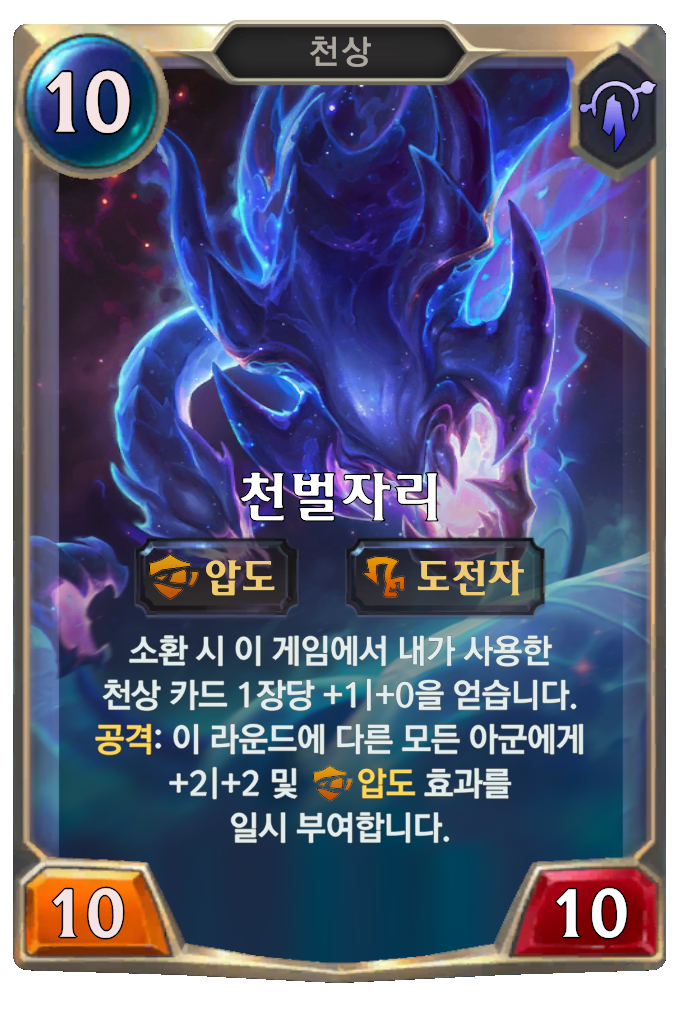 천상
10
천벌자리
압도 도전자
소환 시 이 게임에서 내가 사용한
천상 카드 1장당 +1|+0을 얻습니다.
공격: 이 라운드에 다른 모든 아군에게
+2|+2 및 압도 효과를
일시 부여합니다.
10 10